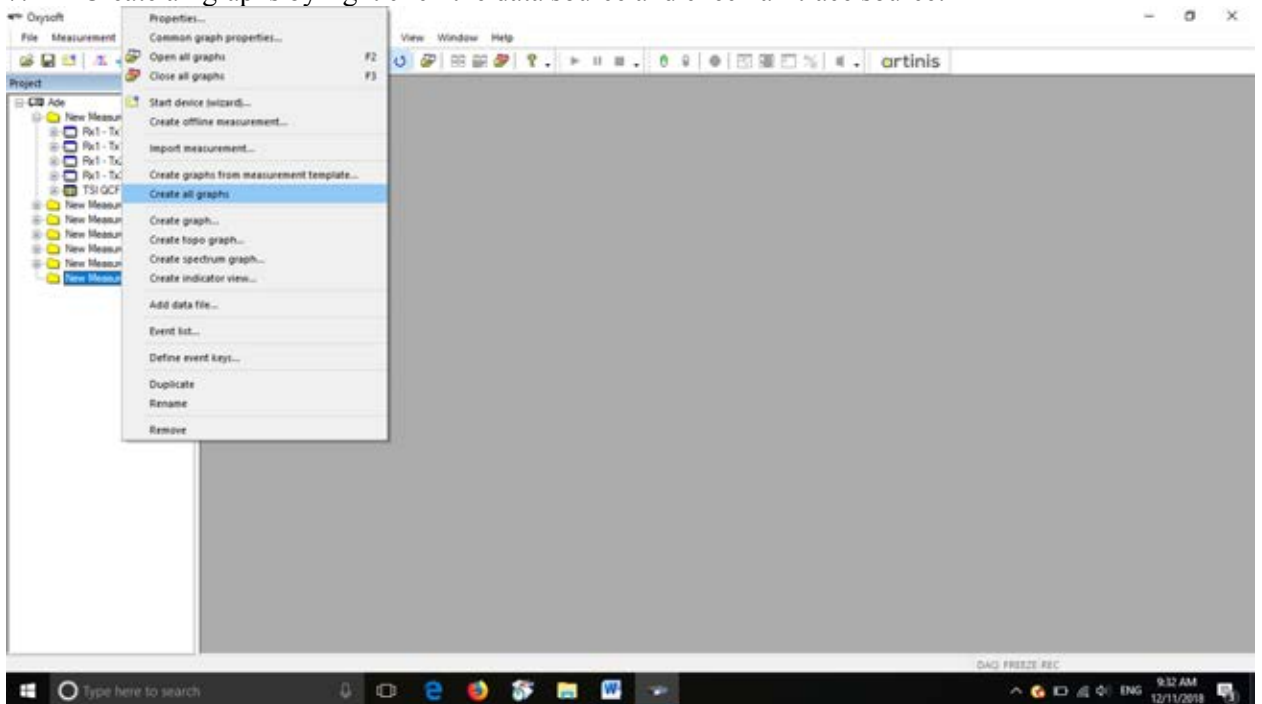 Oxysoft
File Measurement View Window Help
artinis
Project
Ade
New Measur
Rx1 - Tx
Rx1 - Tx
Rx1 - Tx
Rx1 - Tx
TSI QCF
New Measur
New Measur
New Measur
New Measur
New Measur
New Measur
Properties...
Common graph properties...
Open all graphs F2
Close all graphs F3
Start device (wizard)...
Create offline measurement...
Import measurement...
Create graphs from measurement template...
Create all graphs
Create graph...
Create topo graph...
Create spectrum graph...
Create indicator view...
Add data file...
Event list...
Define event keys...
Duplicate
Rename
Remove
DAQ FREEZE REC
Type here to search
ENG
9:32 AM
12/11/2018